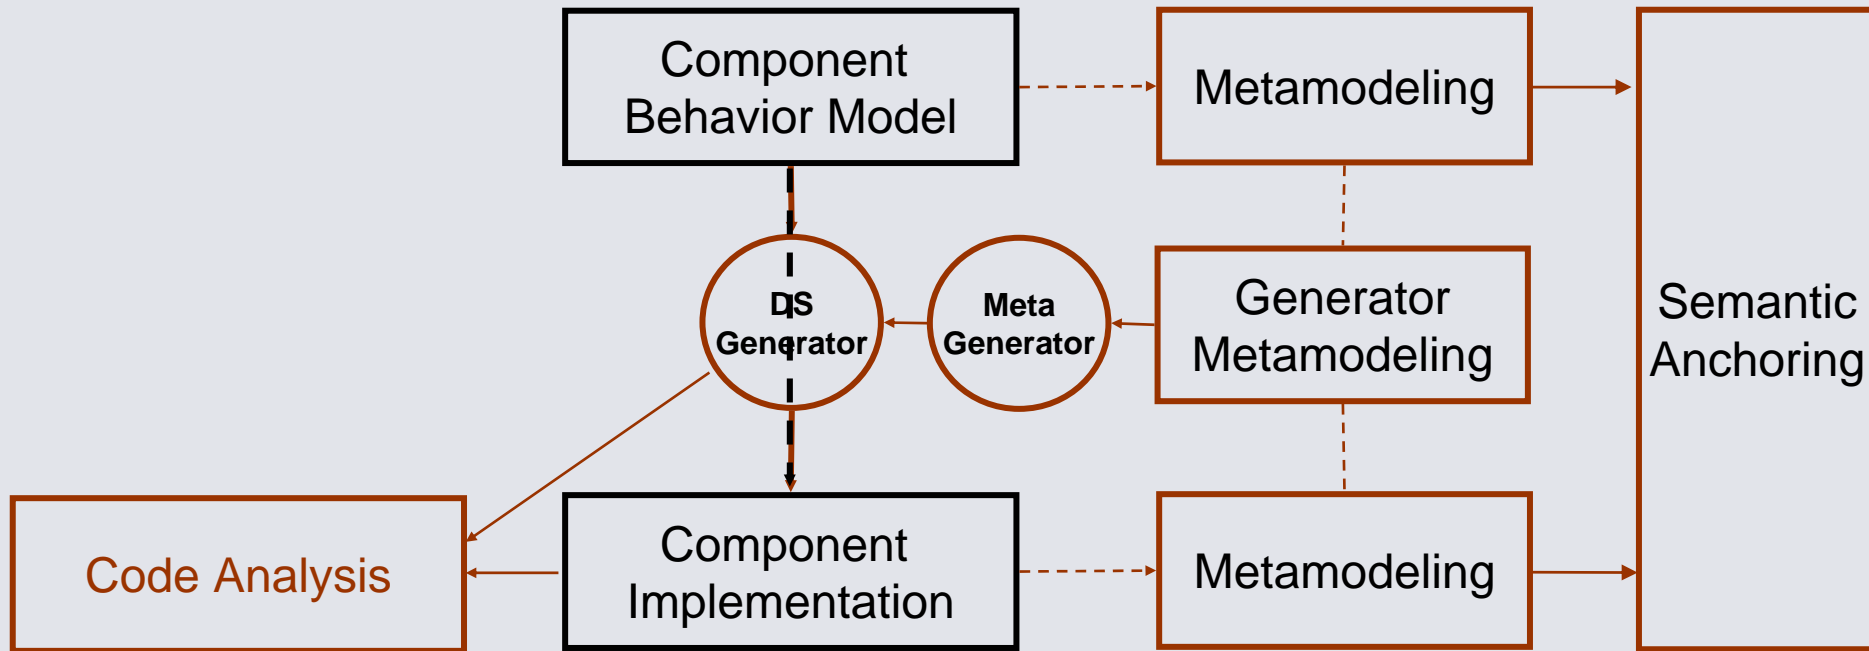 Component
Behavior Model
Metamodeling
DS
Generator
Meta
Generator
Generator
Metamodeling
Semantic
Anchoring
Code Analysis
Component
Implementation
Metamodeling